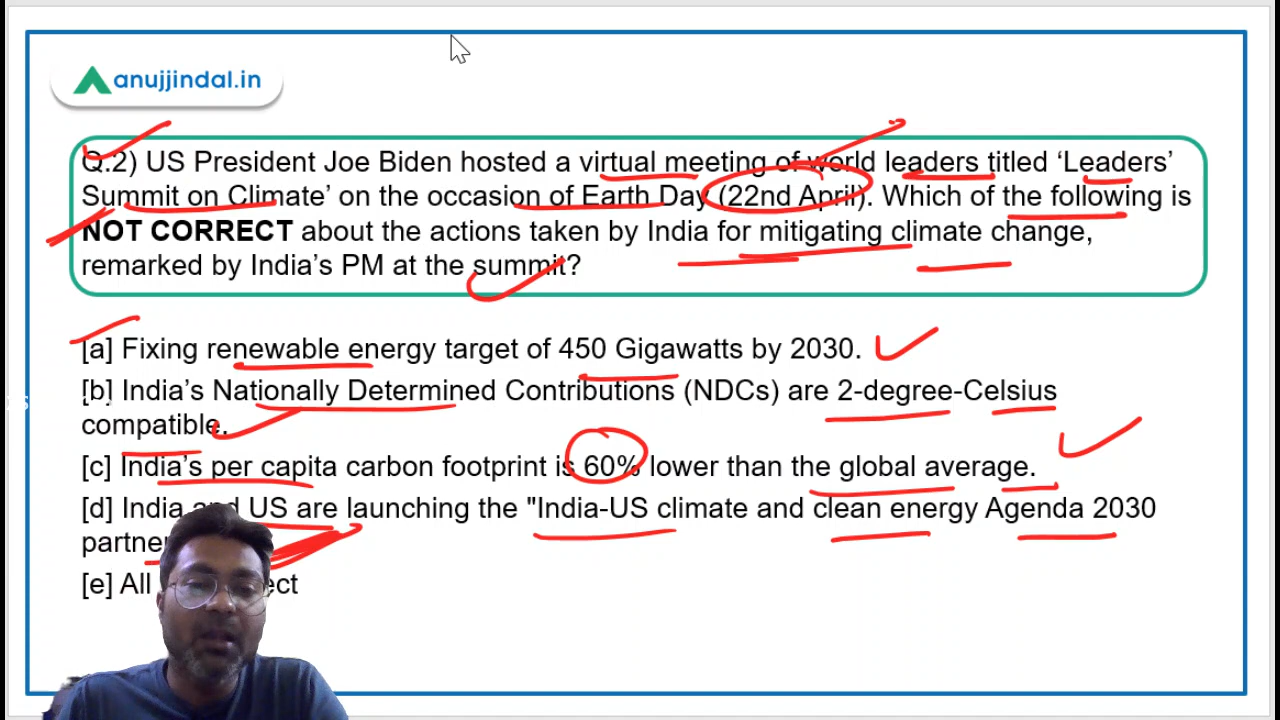 anujjindal.in
Q.2) US President Joe Biden hosted a virtual meeting of world leaders titled ‘Leaders’
Summit on Climate’ on the occasion of Earth Day (22nd April). Which of the following is
NOT CORRECT about the actions taken by India for mitigating climate change,
remarked by India’s PM at the summit?
[a] Fixing renewable energy target of 450 Gigawatts by 2030.
[b] India’s Nationally Determined Contributions (NDCs) are 2-degree-Celsius
compatible.
[c] India’s per capita carbon footprint is 60% lower than the global average.
[d] India and US are launching the "India-US climate and clean energy Agenda 2030
[e] All